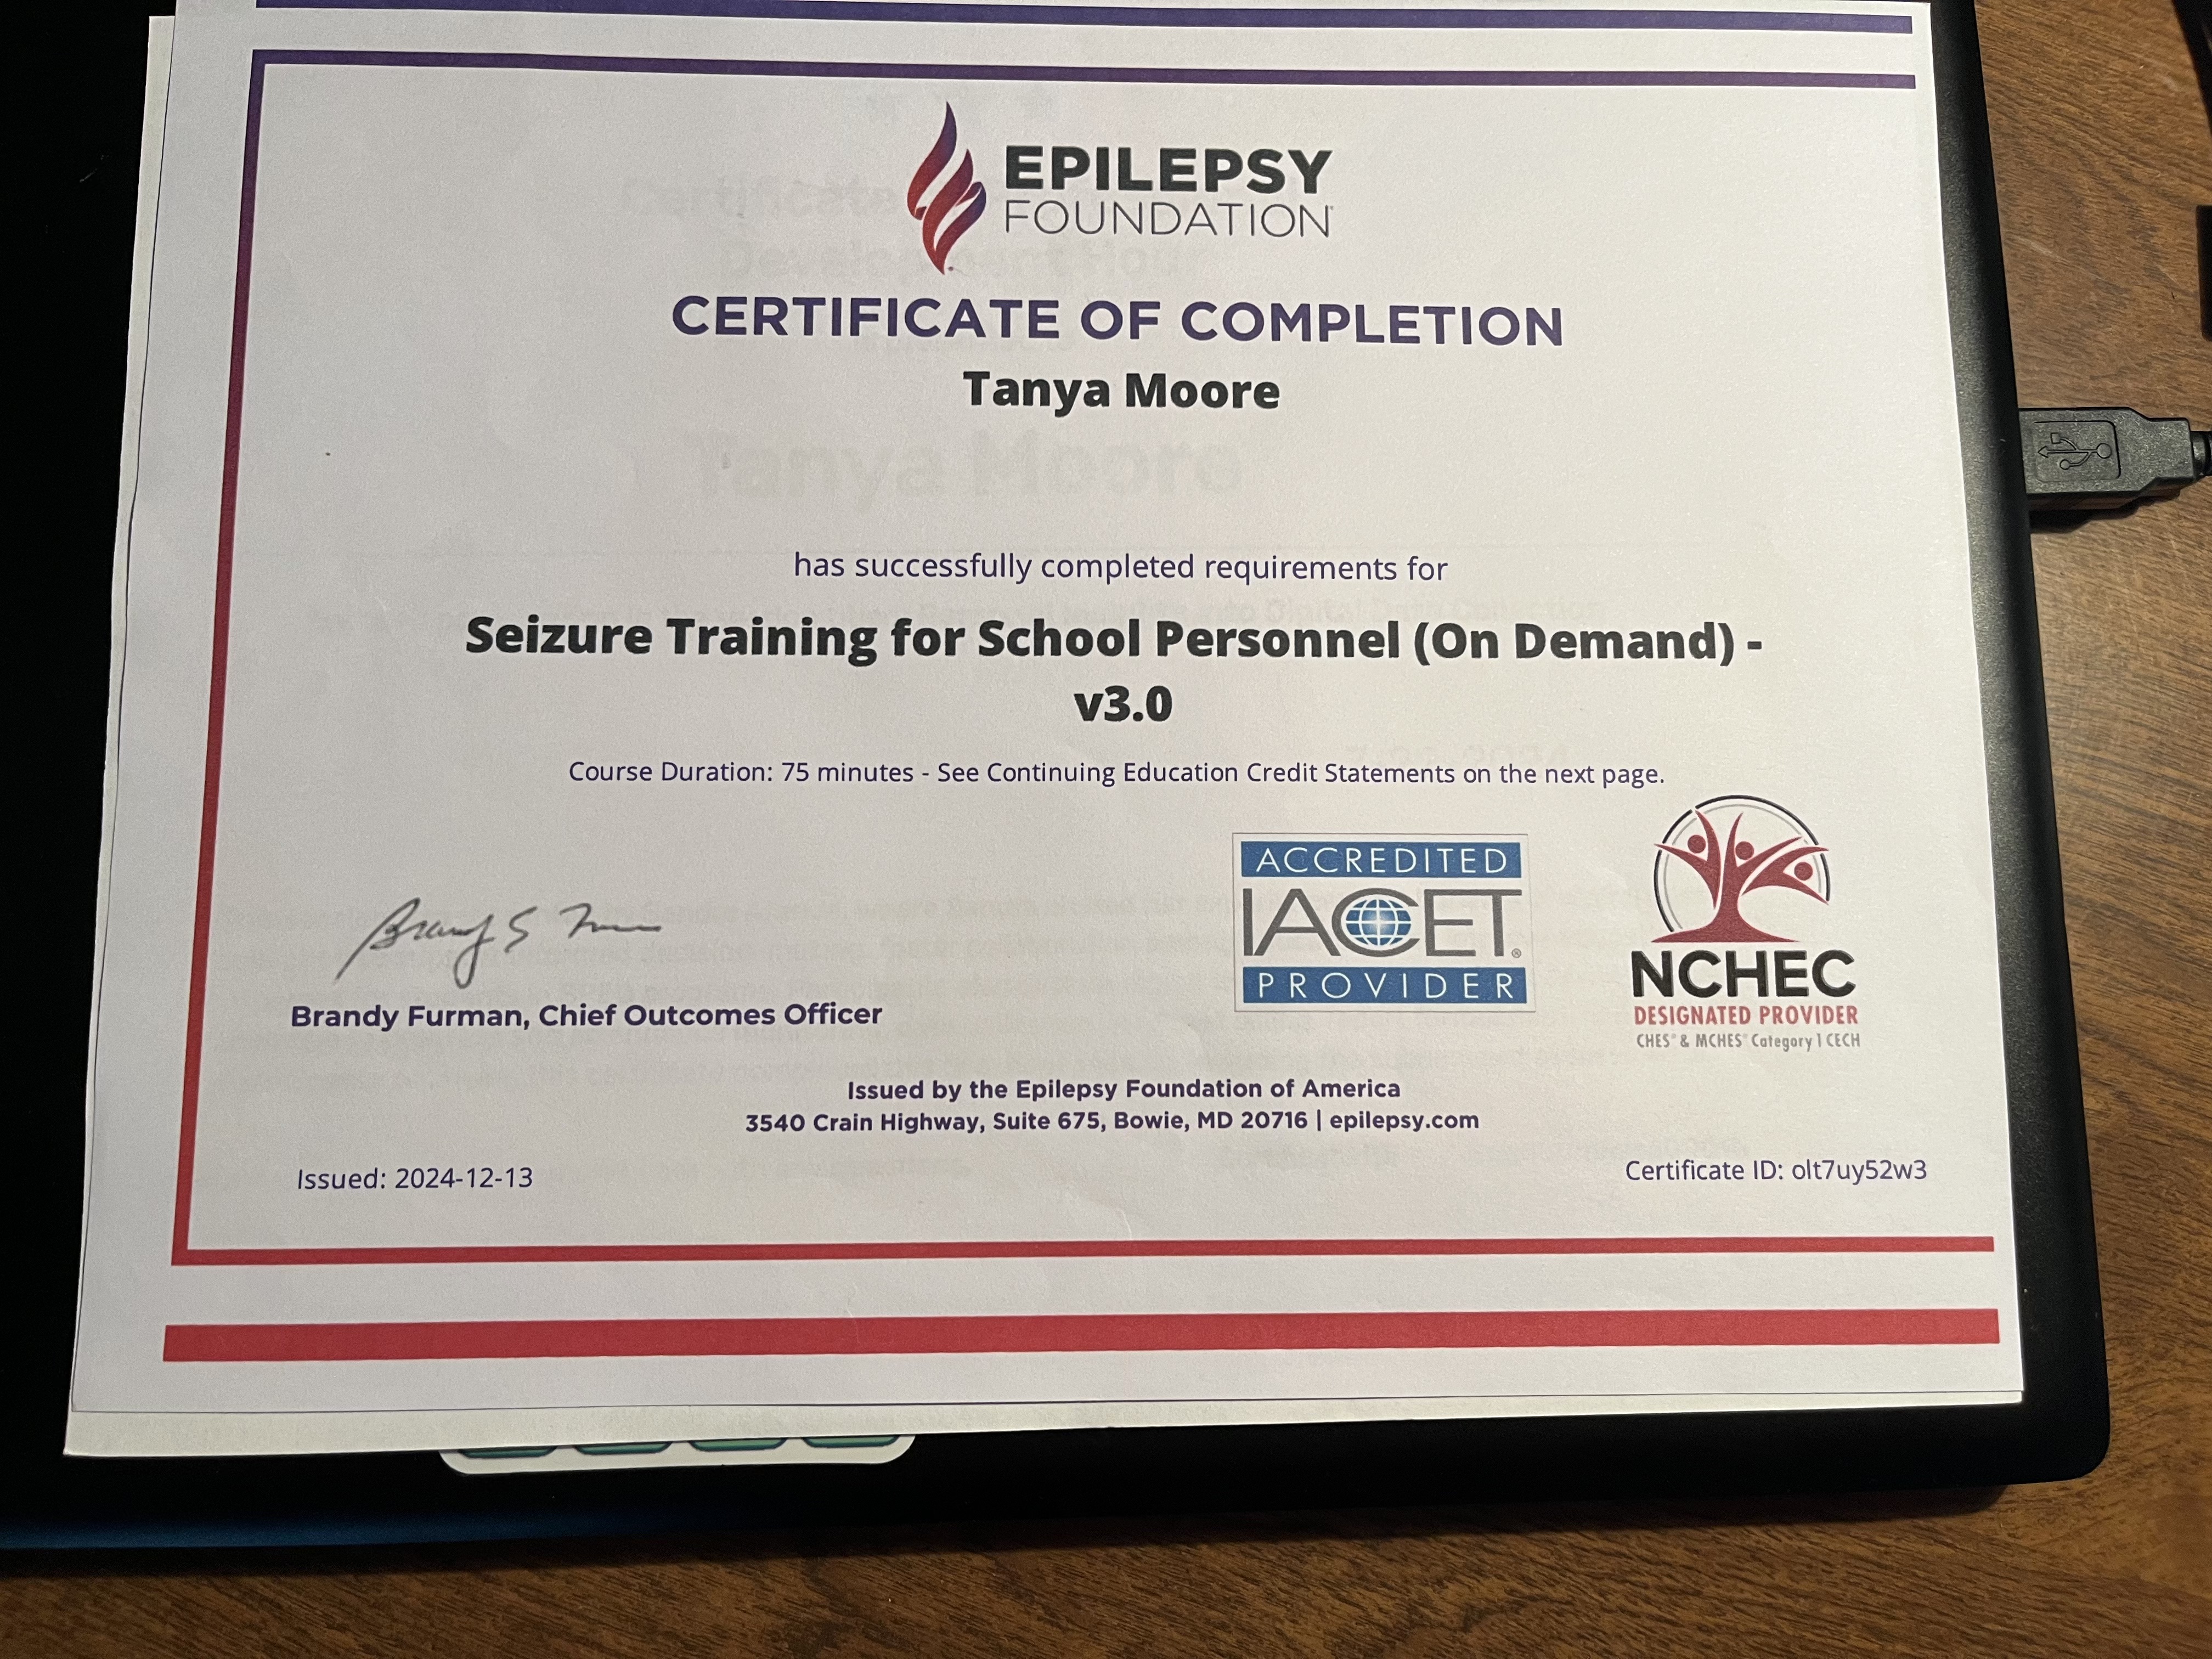 EPILEPSY
FOUNDATION
CERTIFICATE OF COMPLETION
Tanya Moore
has successfully completed requirements for
Seizure Training for School Personnel (On Demand) -
v3.0
Course Duration: 75 minutes - See Continuing Education Credit Statements on the next page.
ACCREDITED
IACET®
PROVIDER
NCHEC
DESIGNATED PROVIDER
CHES® & MCHES® Category I CECH
Brandy Furman, Chief Outcomes Officer
Issued by the Epilepsy Foundation of America
3540 Crain Highway, Suite 675, Bowie, MD 20716 | epilepsy.com
Issued: 2024-12-13
Certificate ID: olt7uy52w3
Tanya Moore